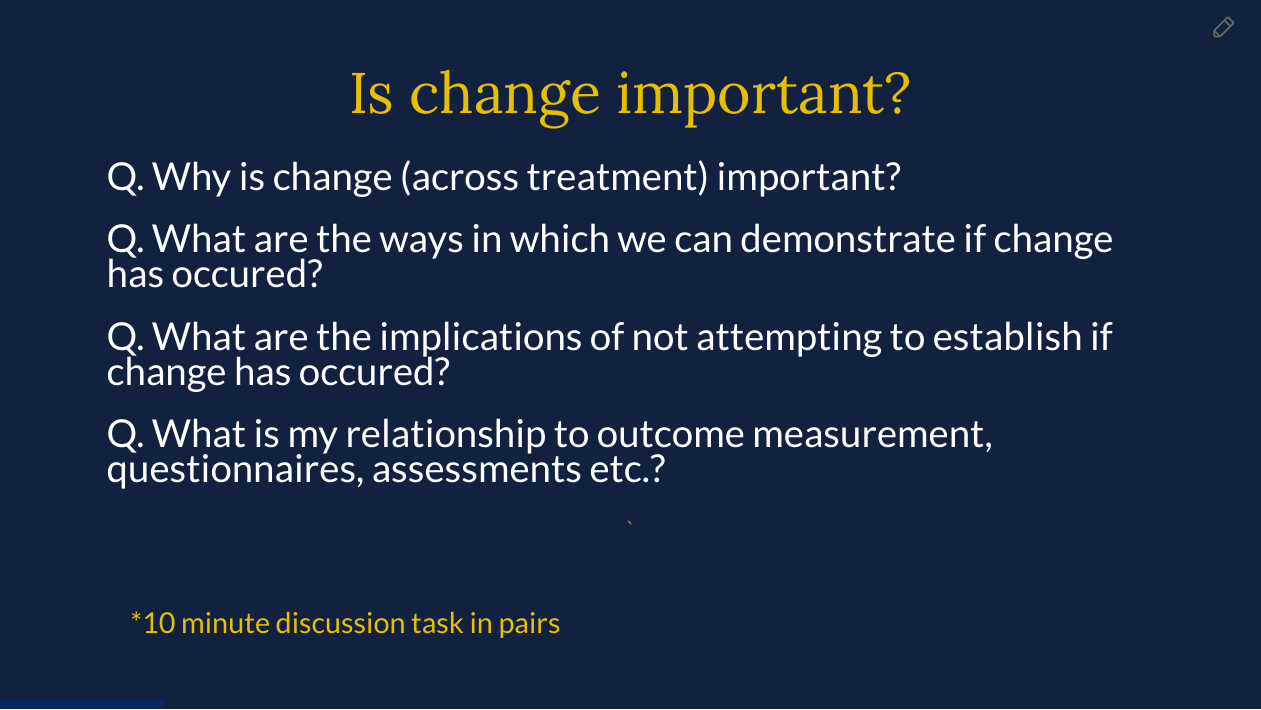 Is change important?
Q. Why is change (across treatment) important?
Q. What are the ways in which we can demonstrate if change
has occured?
Q. What are the implications of not attempting to establish if
change has occured?
Q. What is my relationship to outcome measurement,
questionnaires, assessments etc.?
`
*10 minute discussion task in pairs